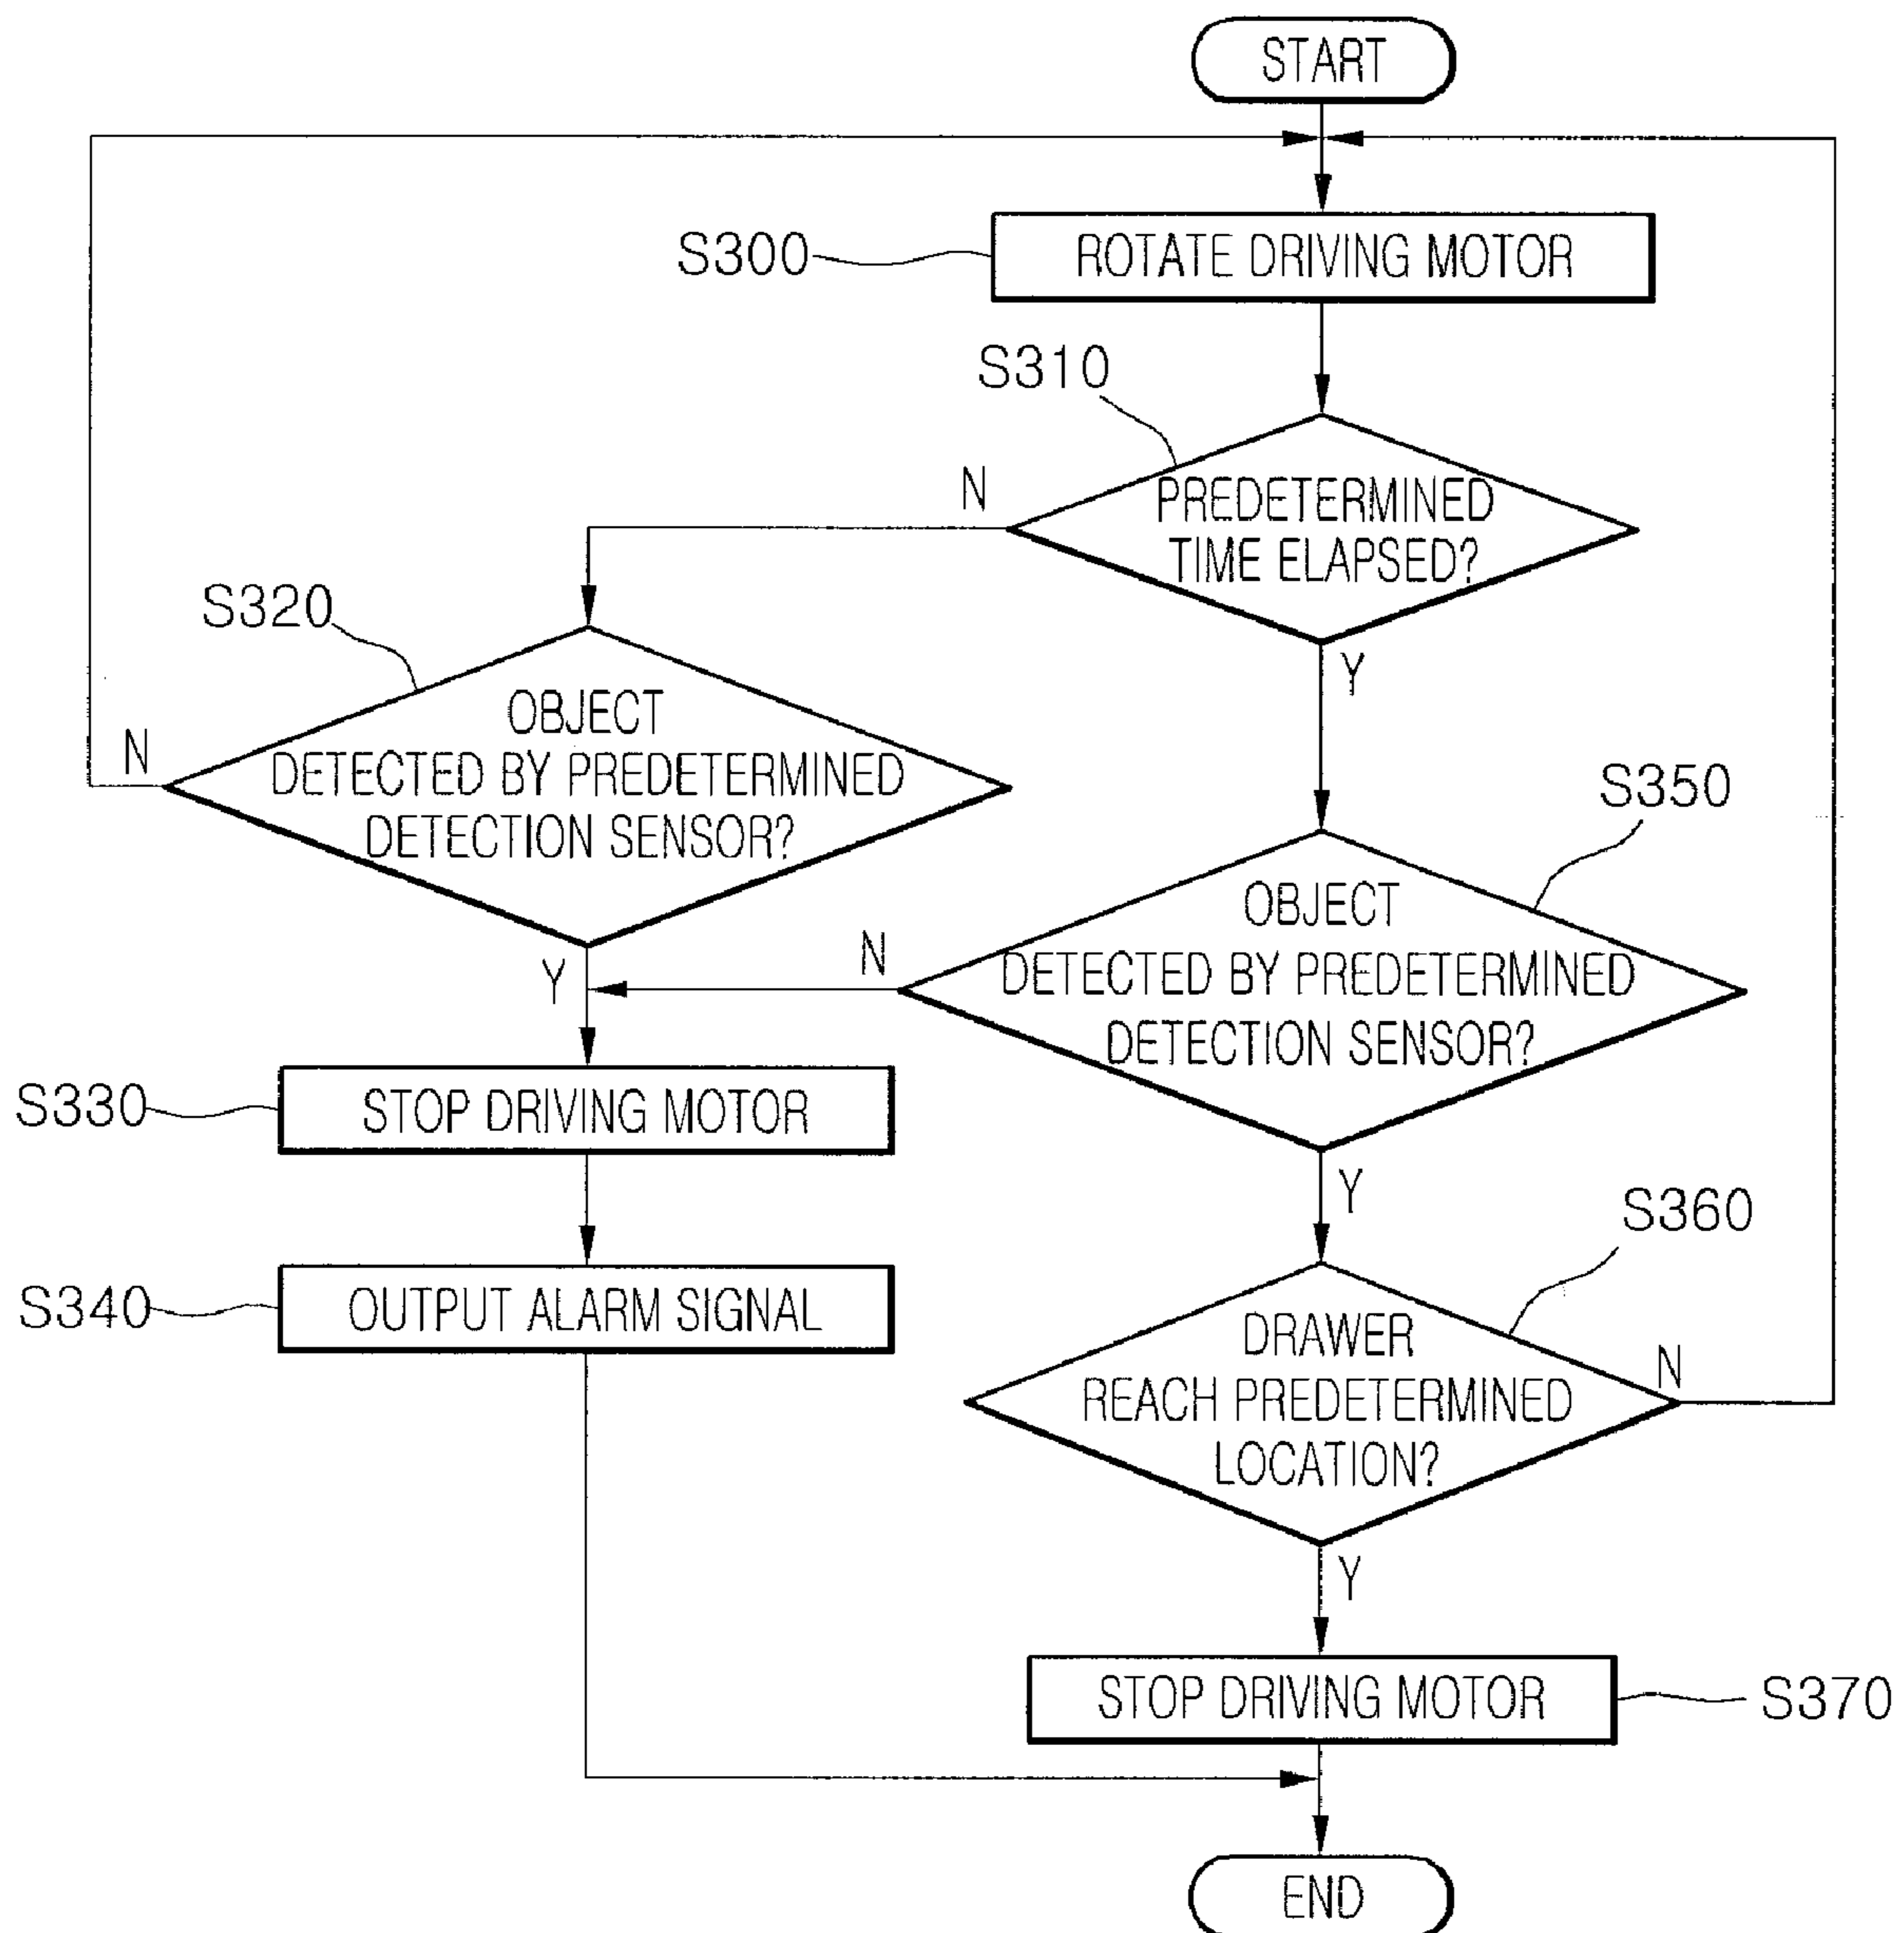 START
S300
ROTATE DRIVING MOTOR
S310
N
PREDETERMINED
TIME ELAPSED?
Y
S320
N
OBJECT
DETECTED BY PREDETERMINED
DETECTION SENSOR?
Y
S350
N
OBJECT
DETECTED BY PREDETERMINED
DETECTION SENSOR?
Y
S330
STOP DRIVING MOTOR
S340
OUTPUT ALARM SIGNAL
S360
DRAWER
REACH PREDETERMINED
LOCATION?
N
Y
STOP DRIVING MOTOR
S370
END